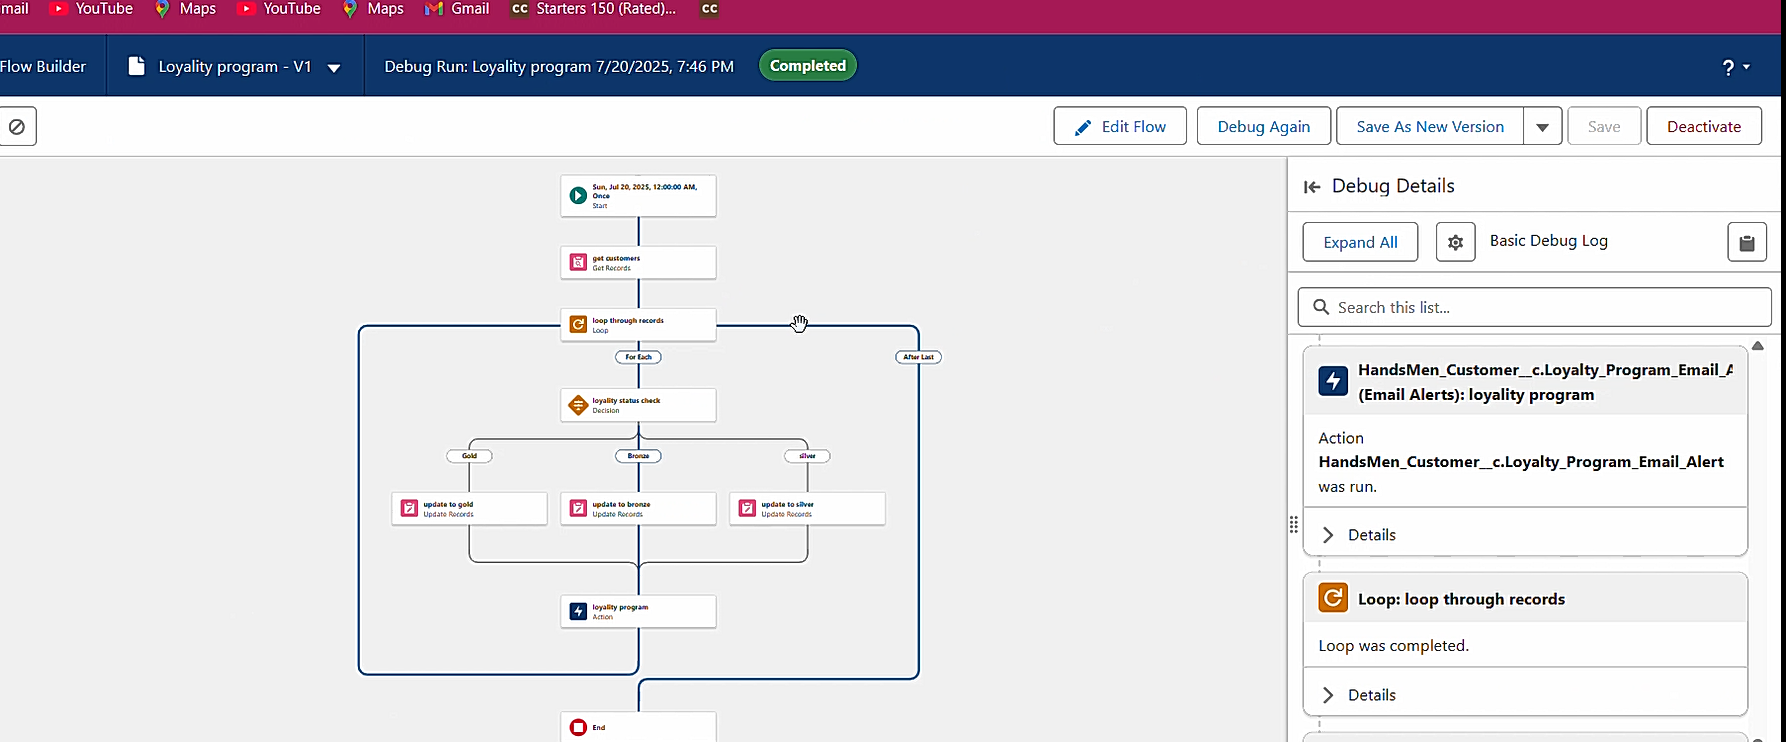 mail YouTube Maps YouTube Maps Gmail CC Starters 150 (Rated)... CC
Flow Builder Loyality program - V1 Debug Run: Loyality program 7/20/2025, 7:46 PM Completed ?
Edit Flow Debug Again Save As New Version Save Deactivate
Sun, Jul 20, 2025, 12:00:00 AM,
Once
Start
get customers
Get Records
loop through records
Loop
For Each
After Last
loyality status check
Decision
Gold
Bronze
silver
update to gold
Update Records
update to bronze
Update Records
update to silver
Update Records
loyality program
Action
End
Debug Details
Expand All Basic Debug Log
Search this list...
HandsMen_Customer__c.Loyalty_Program_Email_A
(Email Alerts): loyality program
Action
HandsMen_Customer__c.Loyalty_Program_Email_Alert
was run.
Details
Loop: loop through records
Loop was completed.
Details